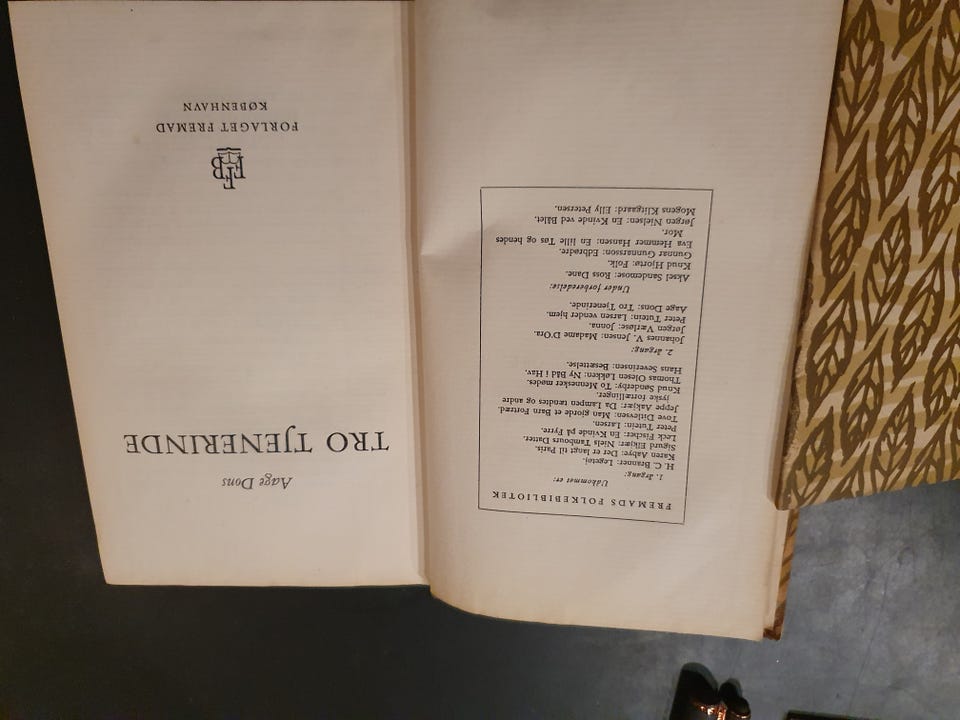 FREMADS FOLKEBIBLIOTEK
Udkommet er:
1. årgang:
H. C. Branner: Legetøj.
Karen Aabye: Der er langt til Paris.
Sigurd Elkjær: Niels Tambours Datter.
Leck Fischer: En Kvinde på Fyrre.
Peter Tutein: Larsen.
Tove Ditlevsen: Man gjorde et Barn Fortræd.
Jeppe Aakjær: Da Lampen tændtes og andre
jyske fortællinger.
Knud Sønderby: To Mennesker mødes.
Thomas Olesen Løkken: Ny Båd i Hav.
Hans Severinsen: Besættelse.
2. årgang:
Johannes V. Jensen: Madame D'Ora.
Jørgen Værløse: Jonna.
Peter Tutein: Larsen vender hjem.
Aage Dons: Tro Tjenerinde.
Under forberedelse:
Aksel Sandemose: Ross Dane.
Knud Hjortø: Folk.
Gunnar Gunnarsson: Edbrødre.
Eva Hemmer Hansen: En lille Tøs og hendes
Mor.
Jørgen Nielsen: En Kvinde ved Bålet.
Mogens Klitgaard: Elly Petersen.
Aage Dons
TRO TJENERINDE
FFB
FORLAGET FREMAD
KØBENHAVN